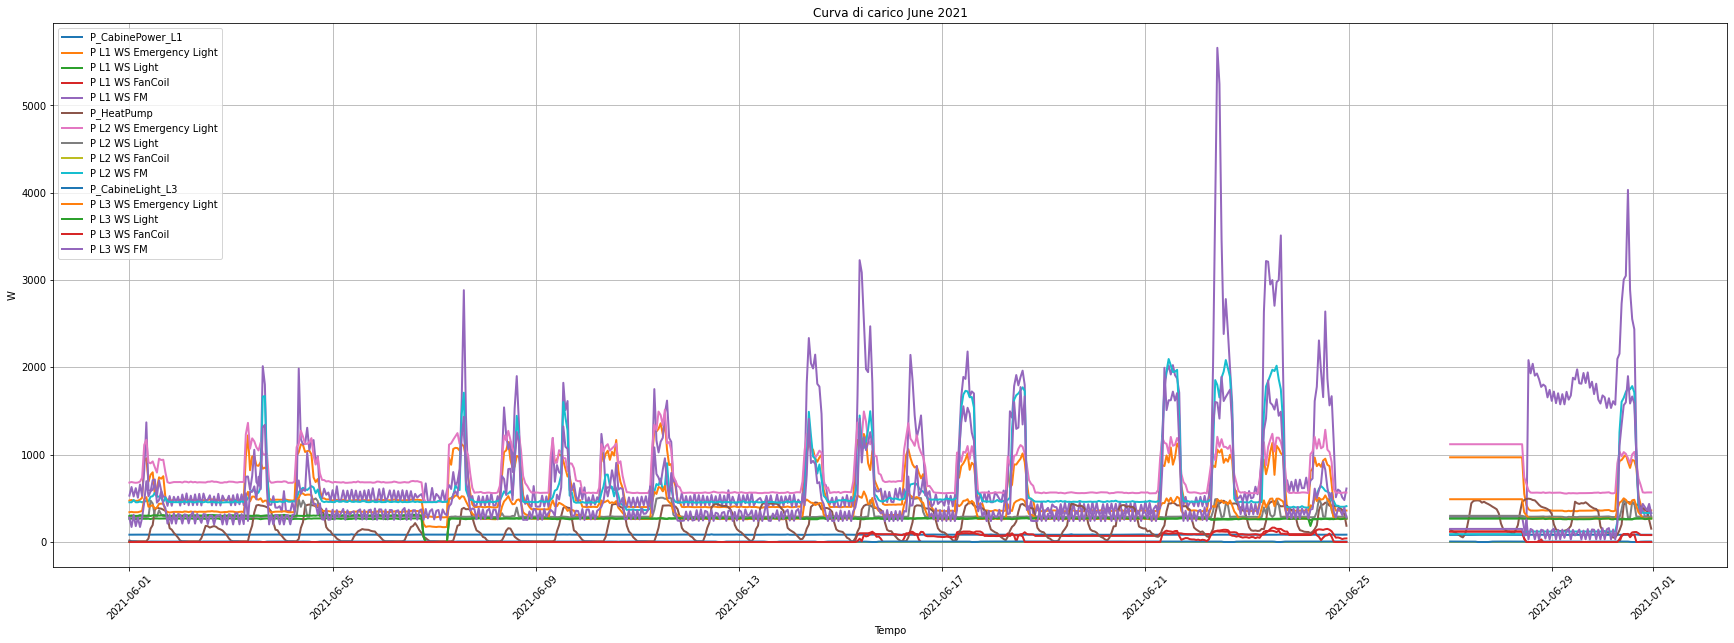 Curva di carico June 2021
P_CabinePower_L1
P L1 WS Emergency Light
P L1 WS Light
P L1 WS FanCoil
P L1 WS FM
P_HeatPump
P L2 WS Emergency Light
P L2 WS Light
P L2 WS FanCoil
P L2 WS FM
P_CabineLight_L3
P L3 WS Emergency Light
P L3 WS Light
P L3 WS FanCoil
P L3 WS FM
5000
4000
3000
2000
1000
0
W
2021-06-01
2021-06-05
2021-06-09
2021-06-13
2021-06-17
2021-06-21
2021-06-25
2021-06-29
2021-07-01
Tempo